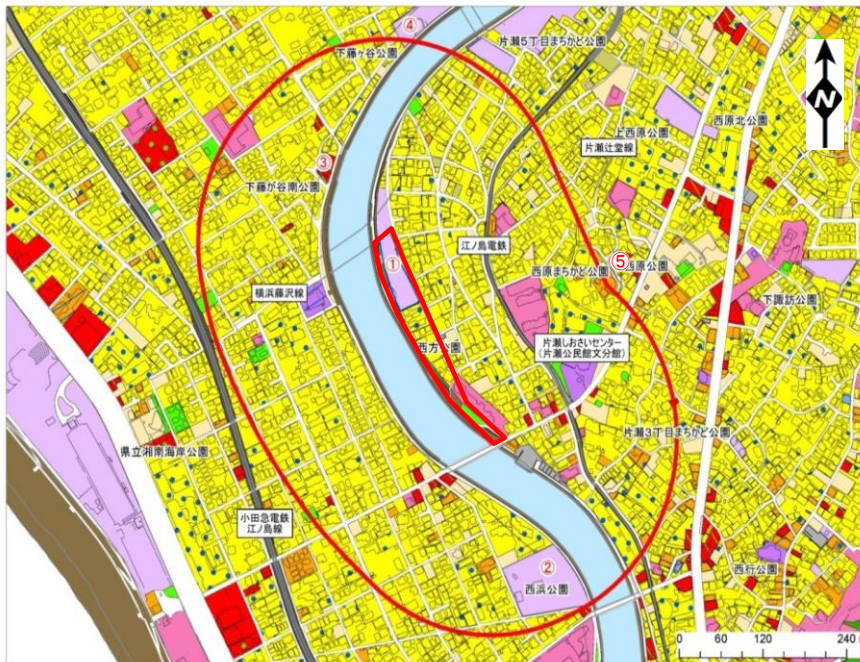 ④
下藤ヶ谷公園
片瀬5丁目まちかど公園
N
西原北公園
上西原公園
片瀬辻堂線
③
下藤が谷南公園
江ノ島電鉄
①
⑤
西原公園
西原まちかど公園
横浜藤沢線
下諏訪公園
西方公園
片瀬しおさいセンター
(片瀬公民館文分館)
片瀬3丁目まちかど公園
県立湘南海岸公園
小田急電鉄
江ノ島線
②
西浜公園
西行公園
0 60 120 240